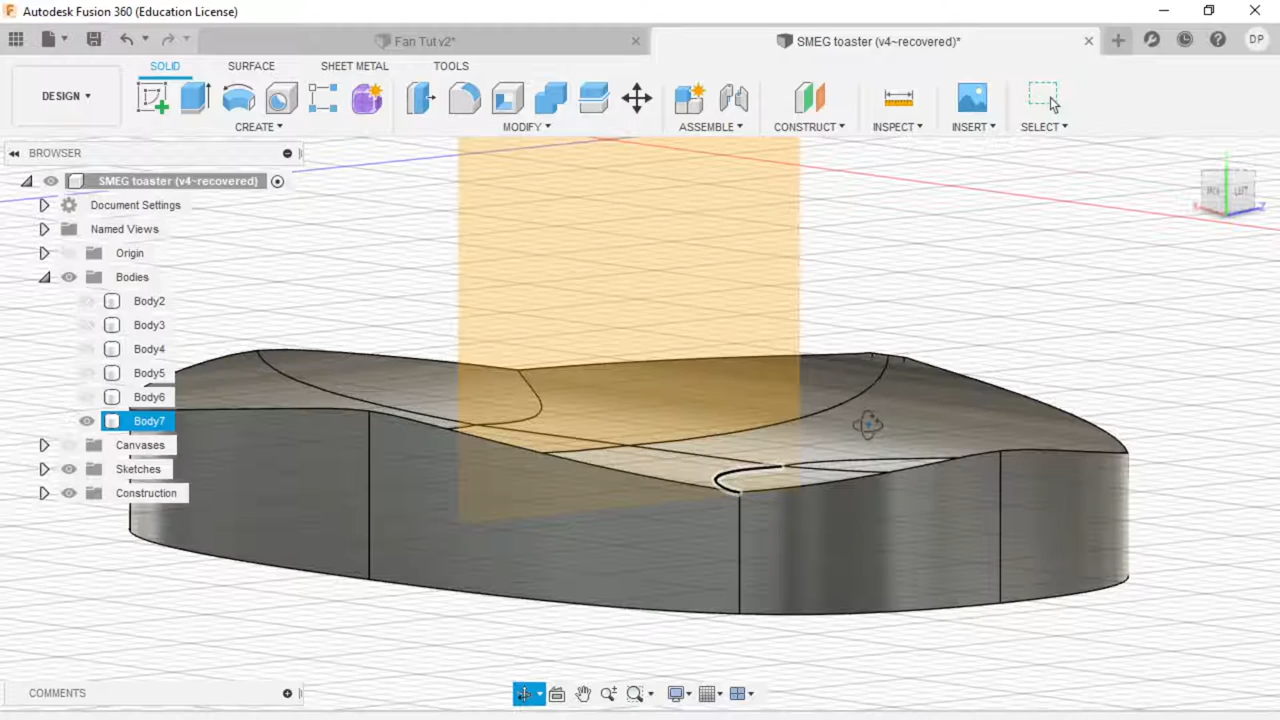 Autodesk Fusion 360 (Education License)
Fan Tut v2*
SMEG toaster (v4~recovered)*
DP
SOLID SURFACE SHEET METAL TOOLS
DESIGN
CREATE MODIFY ASSEMBLE CONSTRUCT INSPECT INSERT SELECT
BROWSER
SMEG toaster (v4~recovered)
Document Settings
Named Views
Origin
Bodies
Body2
Body3
Body4
Body5
Body6
Body7
Canvases
Sketches
Construction
COMMENTS